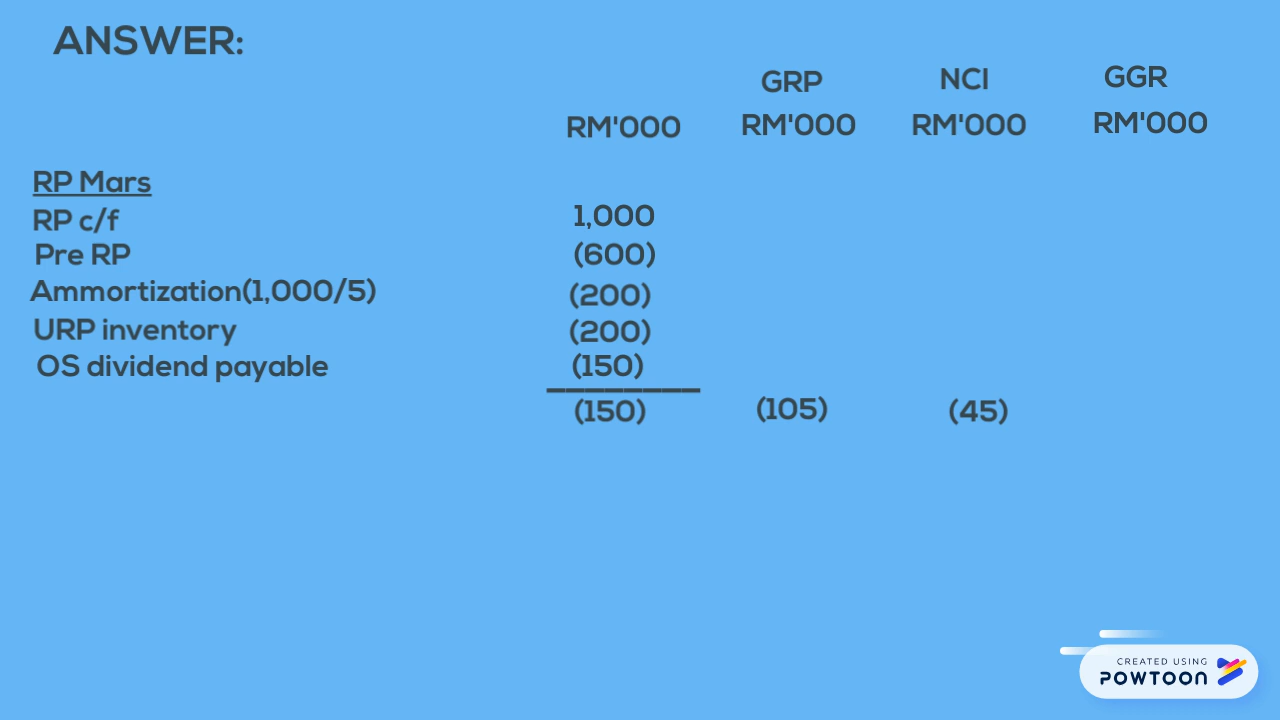 ANSWER:
GRP NCI GGR
RM'000 RM'000 RM'000 RM'000
RP Mars
RP c/f 1,000
Pre RP (600)
Ammortization(1,000/5) (200)
URP inventory (200)
OS dividend payable (150)
(150) (105) (45)
CREATED USING
POWTOON